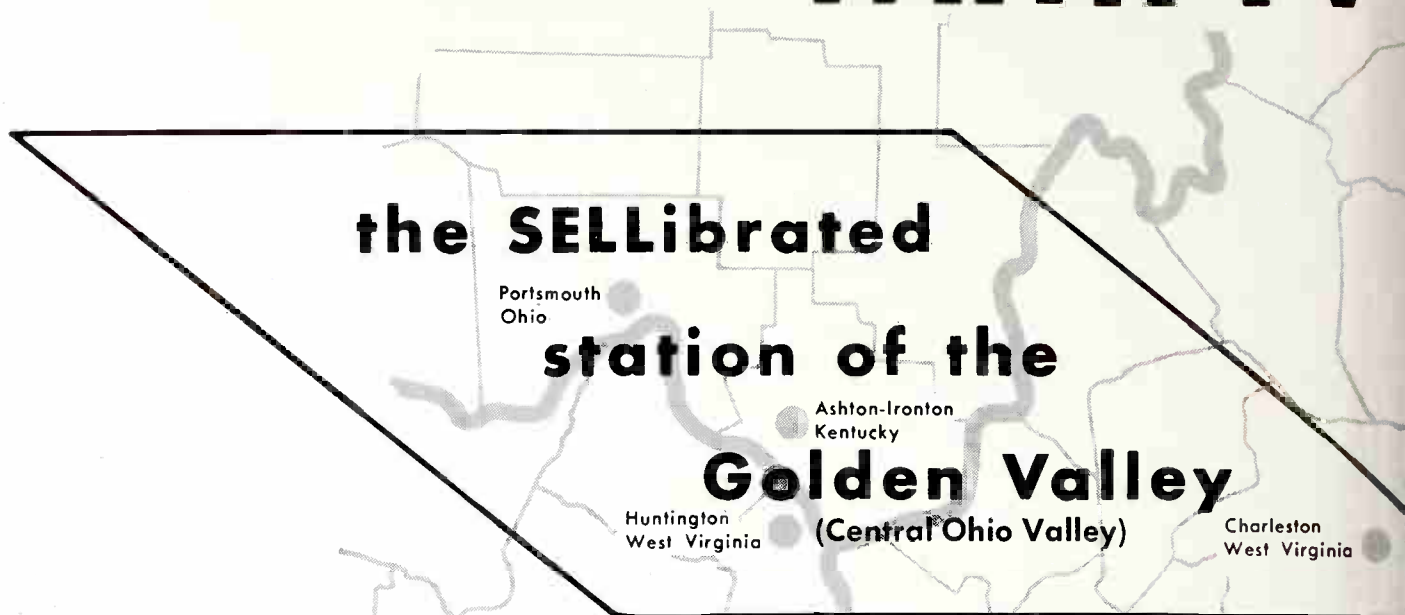 the SELLibrated
Portsmouth
Ohio
station of the
Ashton-Ironton
Kentucky
Golden Valley
(Central Ohio Valley)
Huntington
West Virginia
Charleston
West Virginia